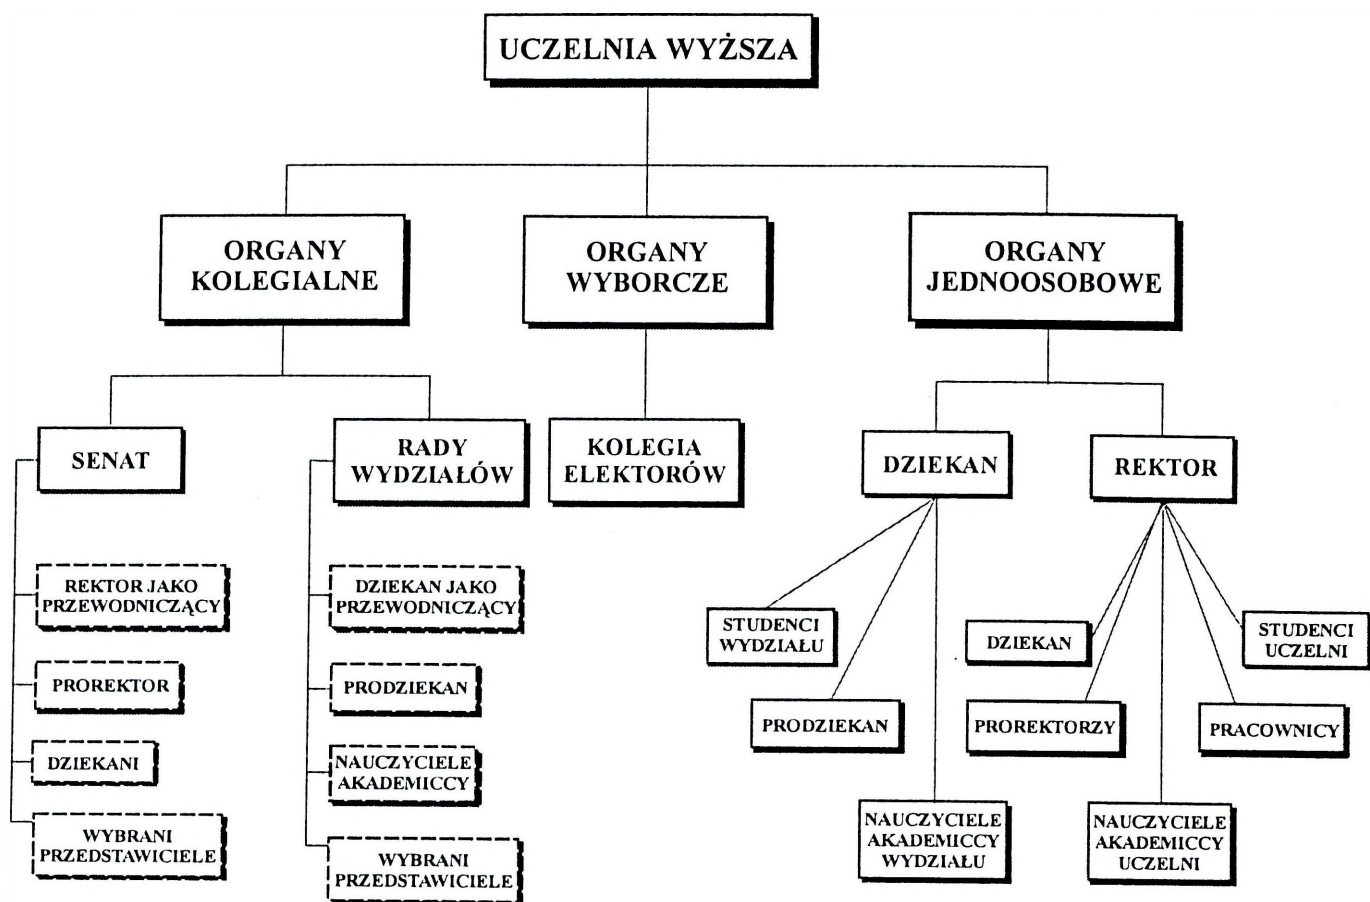 UCZELNIA WYŻSZA
ORGANY
KOLEGIALNE
ORGANY
WYBORCZE
ORGANY
JEDNOOSOBOWE
SENAT
RADY
WYDZIAŁÓW
KOLEGIA
ELEKTORÓW
DZIEKAN
REKTOR
REKTOR JAKO
PRZEWODNICZĄCY
PROREKTOR
DZIEKANI
WYBRANI
PRZEDSTAWICIELE
DZIEKAN JAKO
PRZEWODNICZĄCY
PRODZIEKAN
NAUCZYCIELE
AKADEMICCY
WYBRANI
PRZEDSTAWICIELE
STUDENCI
WYDZIAŁU
PRODZIEKAN
NAUCZYCIELE
AKADEMICCY
WYDZIAŁU
DZIEKAN
PROREKTORZY
NAUCZYCIELE
AKADEMICCY
UCZELNI
PRACOWNICY
STUDENCI
UCZELNI